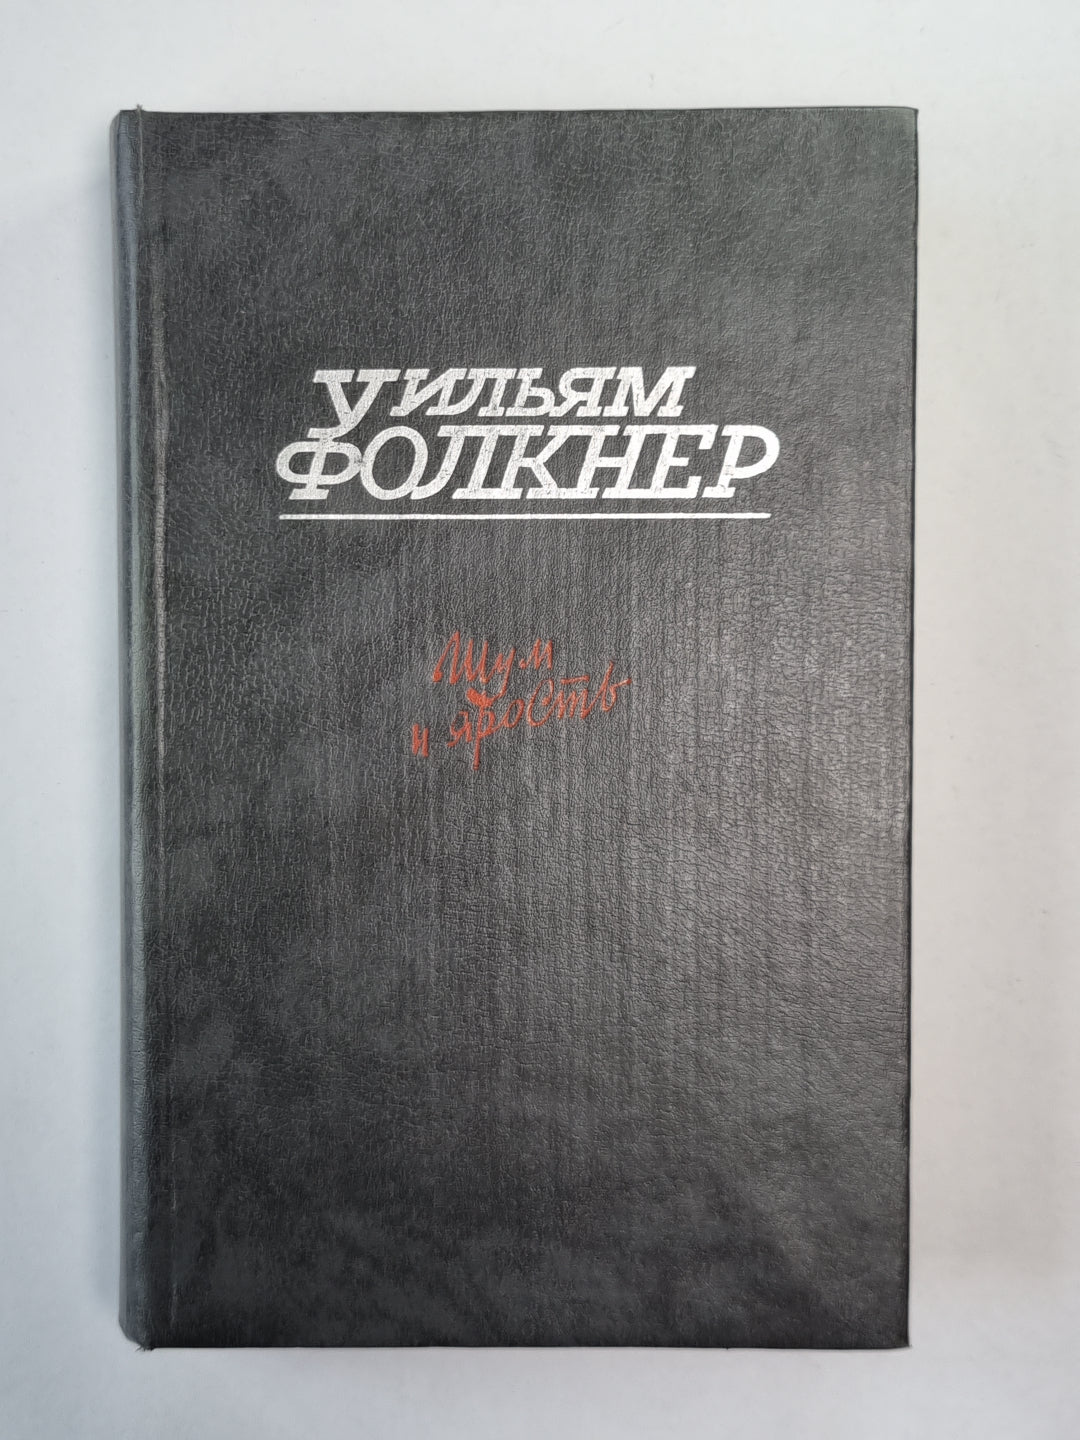 Уильям
Фолкнер
Шум
и ярость